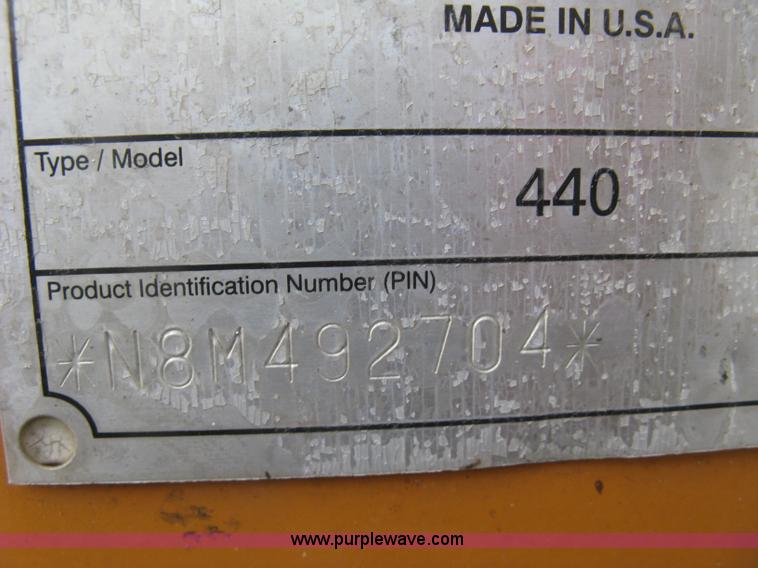 MADE IN U.S.A.
Type / Model
440
Product Identification Number (PIN)
*N8M492704*
www.purplewave.com